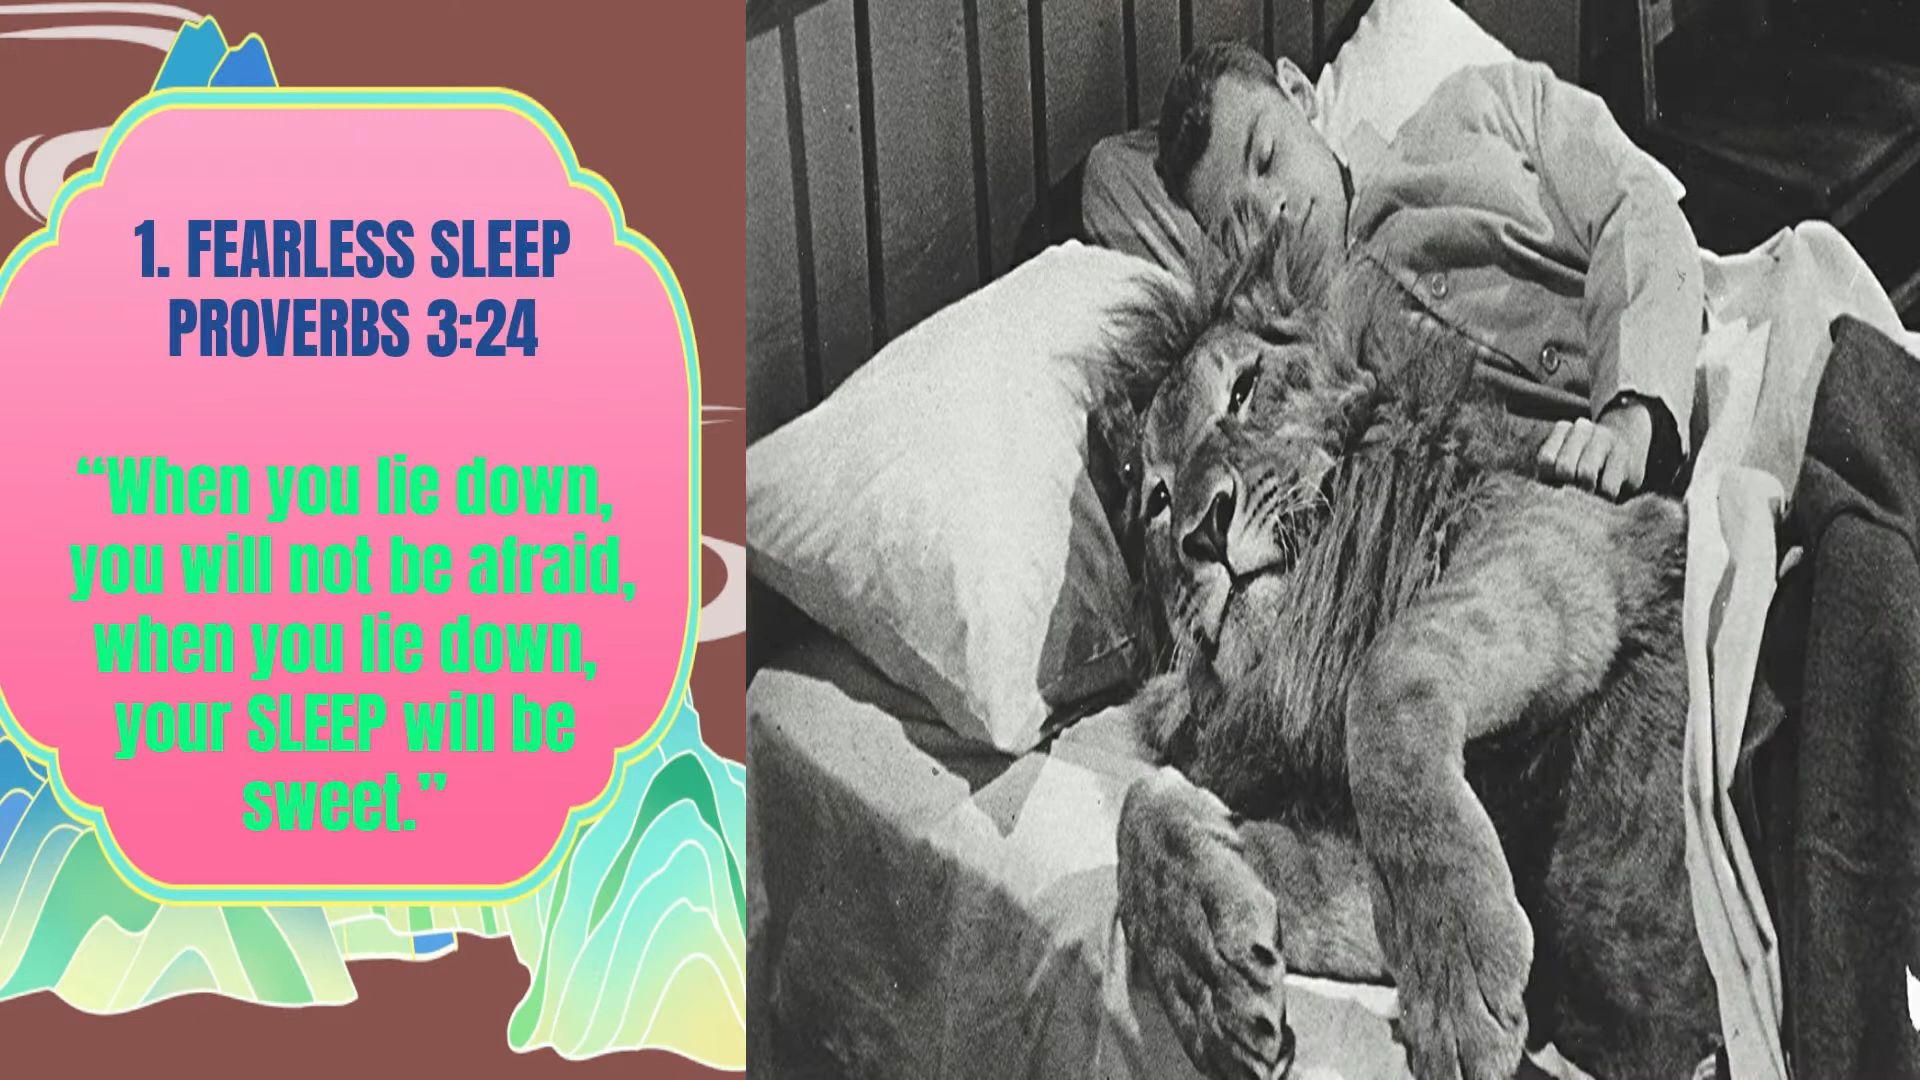 1. FEARLESS SLEEP
PROVERBS 3:24
“When you lie down,
you will not be afraid,
when you lie down,
your SLEEP will be
sweet.”